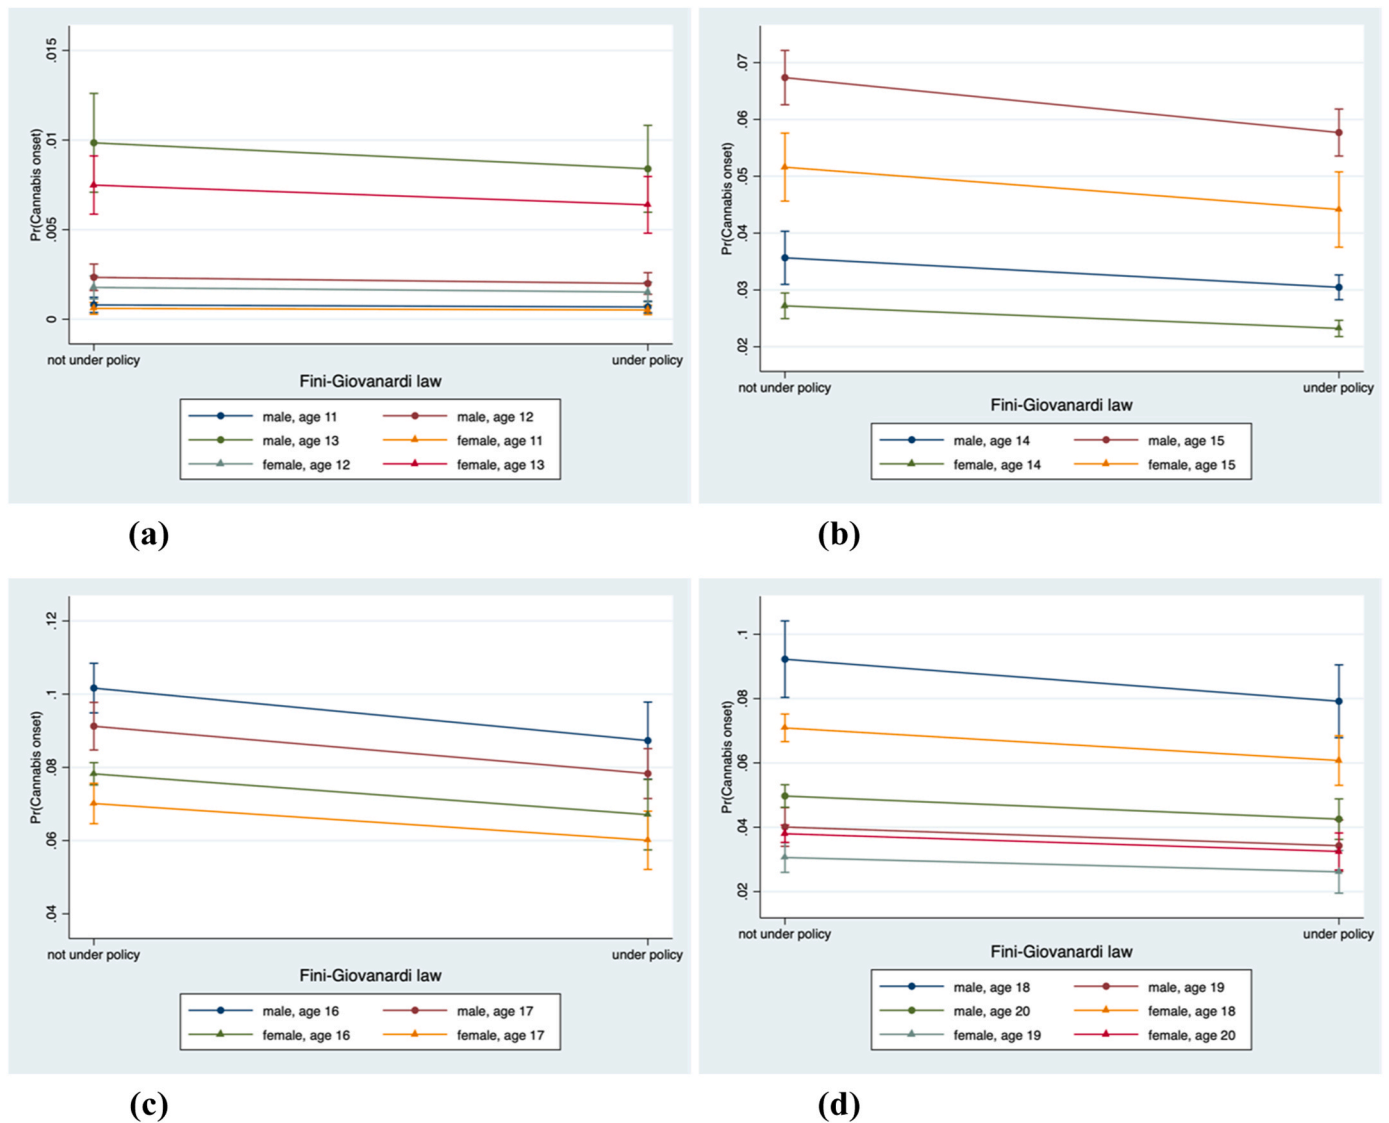 Pr(Cannabis onset)
.015
.01
.005
0
not under policy
under policy
Fini-Giovanardi law
male, age 11
male, age 12
male, age 13
female, age 11
female, age 12
female, age 13
(a)
Pr(Cannabis onset)
.07
.06
.05
.04
.03
.02
not under policy
under policy
Fini-Giovanardi law
male, age 14
male, age 15
female, age 14
female, age 15
(b)
Pr(Cannabis onset)
.12
.1
.08
.06
.04
not under policy
under policy
Fini-Giovanardi law
male, age 16
male, age 17
female, age 16
female, age 17
(c)
Pr(Cannabis onset)
.1
.08
.06
.04
.02
not under policy
under policy
Fini-Giovanardi law
male, age 18
male, age 19
male, age 20
female, age 18
female, age 19
female, age 20
(d)